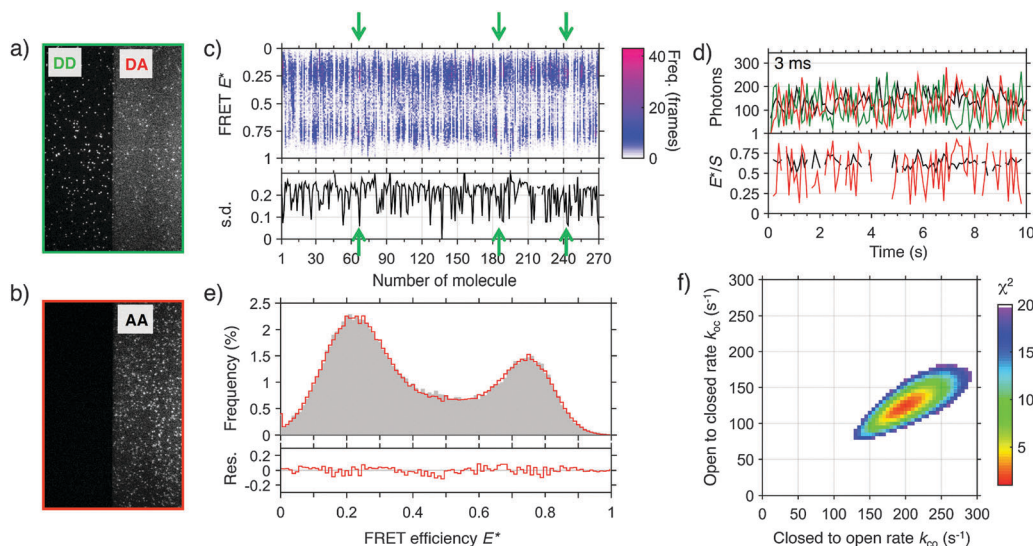 a)
DD
DA
b)
AA
c)
FRET E*
0
0.25
0.5
0.75
1
Freq. (frames)
40
20
0
s.d.
0.2
0.1
0
1 30 60 90 120 150 180 210 240 270
Number of molecule
d)
3 ms
Photons
300
200
100
1
E*/S
0.75
0.5
0.25
0
0 2 4 6 8 10
Time (s)
e)
Frequency (%)
2.5
2
1.5
1
0.5
0
Res.
0.2
0
-0.2
0 0.2 0.4 0.6 0.8 1
FRET efficiency E*
f)
Open to closed rate k_oc (s⁻¹)
300
250
200
150
100
50
0
0 50 100 150 200 250 300
Closed to open rate k_co (s⁻¹)
χ²
20
15
10
5